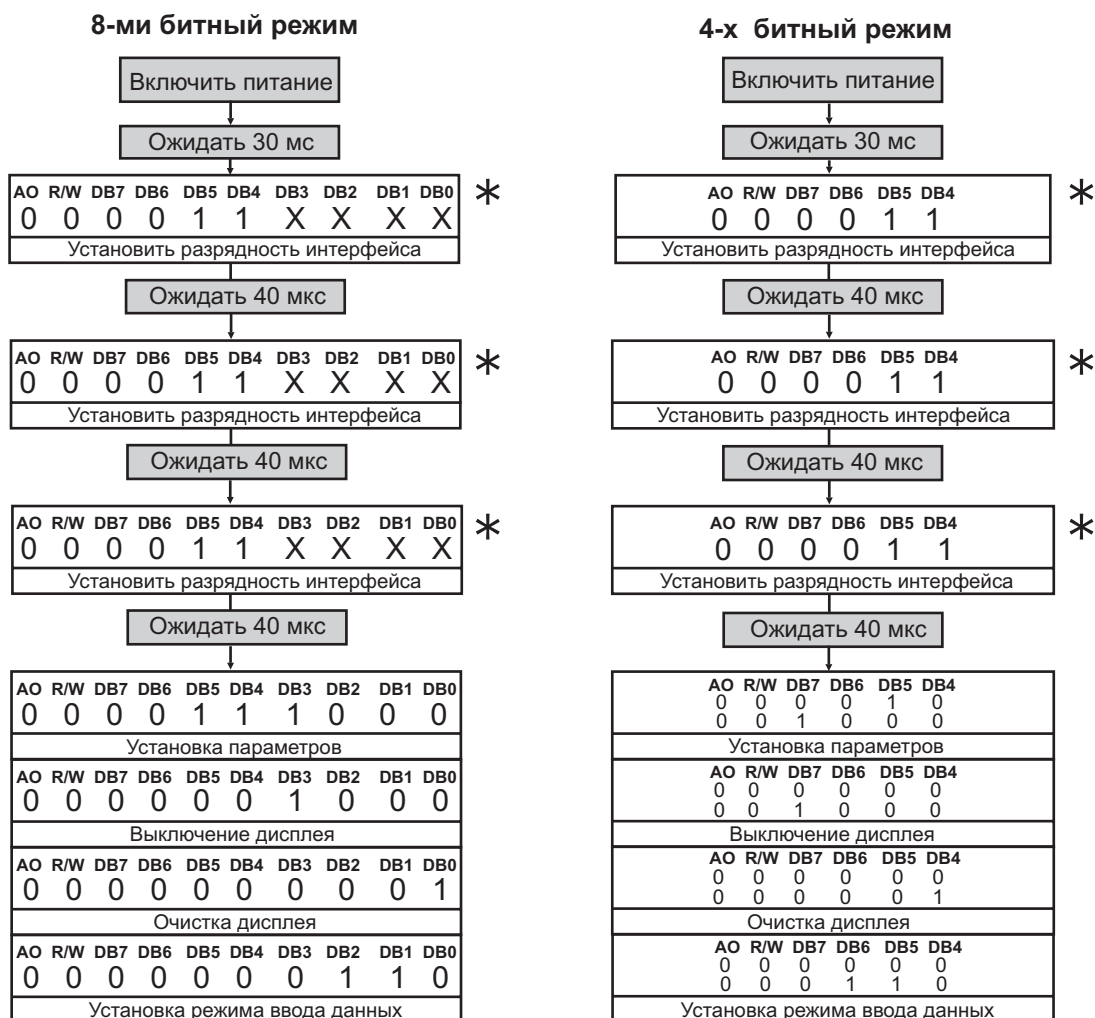 8-ми битный режим
Включить питание
Ожидать 30 мс
AO R/W DB7 DB6 DB5 DB4 DB3 DB2 DB1 DB0
0 0 0 0 1 1 X X X X *
Установить разрядность интерфейса
Ожидать 40 мкс
AO R/W DB7 DB6 DB5 DB4 DB3 DB2 DB1 DB0
0 0 0 0 1 1 X X X X *
Установить разрядность интерфейса
Ожидать 40 мкс
AO R/W DB7 DB6 DB5 DB4 DB3 DB2 DB1 DB0
0 0 0 0 1 1 X X X X *
Установить разрядность интерфейса
Ожидать 40 мкс
AO R/W DB7 DB6 DB5 DB4 DB3 DB2 DB1 DB0
0 0 0 0 1 1 1 0 0 0
Установка параметров
AO R/W DB7 DB6 DB5 DB4 DB3 DB2 DB1 DB0
0 0 0 0 0 0 1 0 0 0
Выключение дисплея
AO R/W DB7 DB6 DB5 DB4 DB3 DB2 DB1 DB0
0 0 0 0 0 0 0 0 0 1
Очистка дисплея
AO R/W DB7 DB6 DB5 DB4 DB3 DB2 DB1 DB0
0 0 0 0 0 0 0 1 1 0
Установка режима ввода данных
4-х битный режим
Включить питание
Ожидать 30 мс
AO R/W DB7 DB6 DB5 DB4
0 0 0 0 1 1 *
Установить разрядность интерфейса
Ожидать 40 мкс
AO R/W DB7 DB6 DB5 DB4
0 0 0 0 1 1 *
Установить разрядность интерфейса
Ожидать 40 мкс
AO R/W DB7 DB6 DB5 DB4
0 0 0 0 1 1 *
Установить разрядность интерфейса
Ожидать 40 мкс
AO R/W DB7 DB6 DB5 DB4
0 0 0 0 1 0
0 0 1 0 0 0
Установка параметров
AO R/W DB7 DB6 DB5 DB4
0 0 0 0 0 0
0 0 1 0 0 0
Выключение дисплея
AO R/W DB7 DB6 DB5 DB4
0 0 0 0 0 0
0 0 0 0 0 1
Очистка дисплея
AO R/W DB7 DB6 DB5 DB4
0 0 0 0 0 0
0 0 0 1 1 0
Установка режима ввода данных